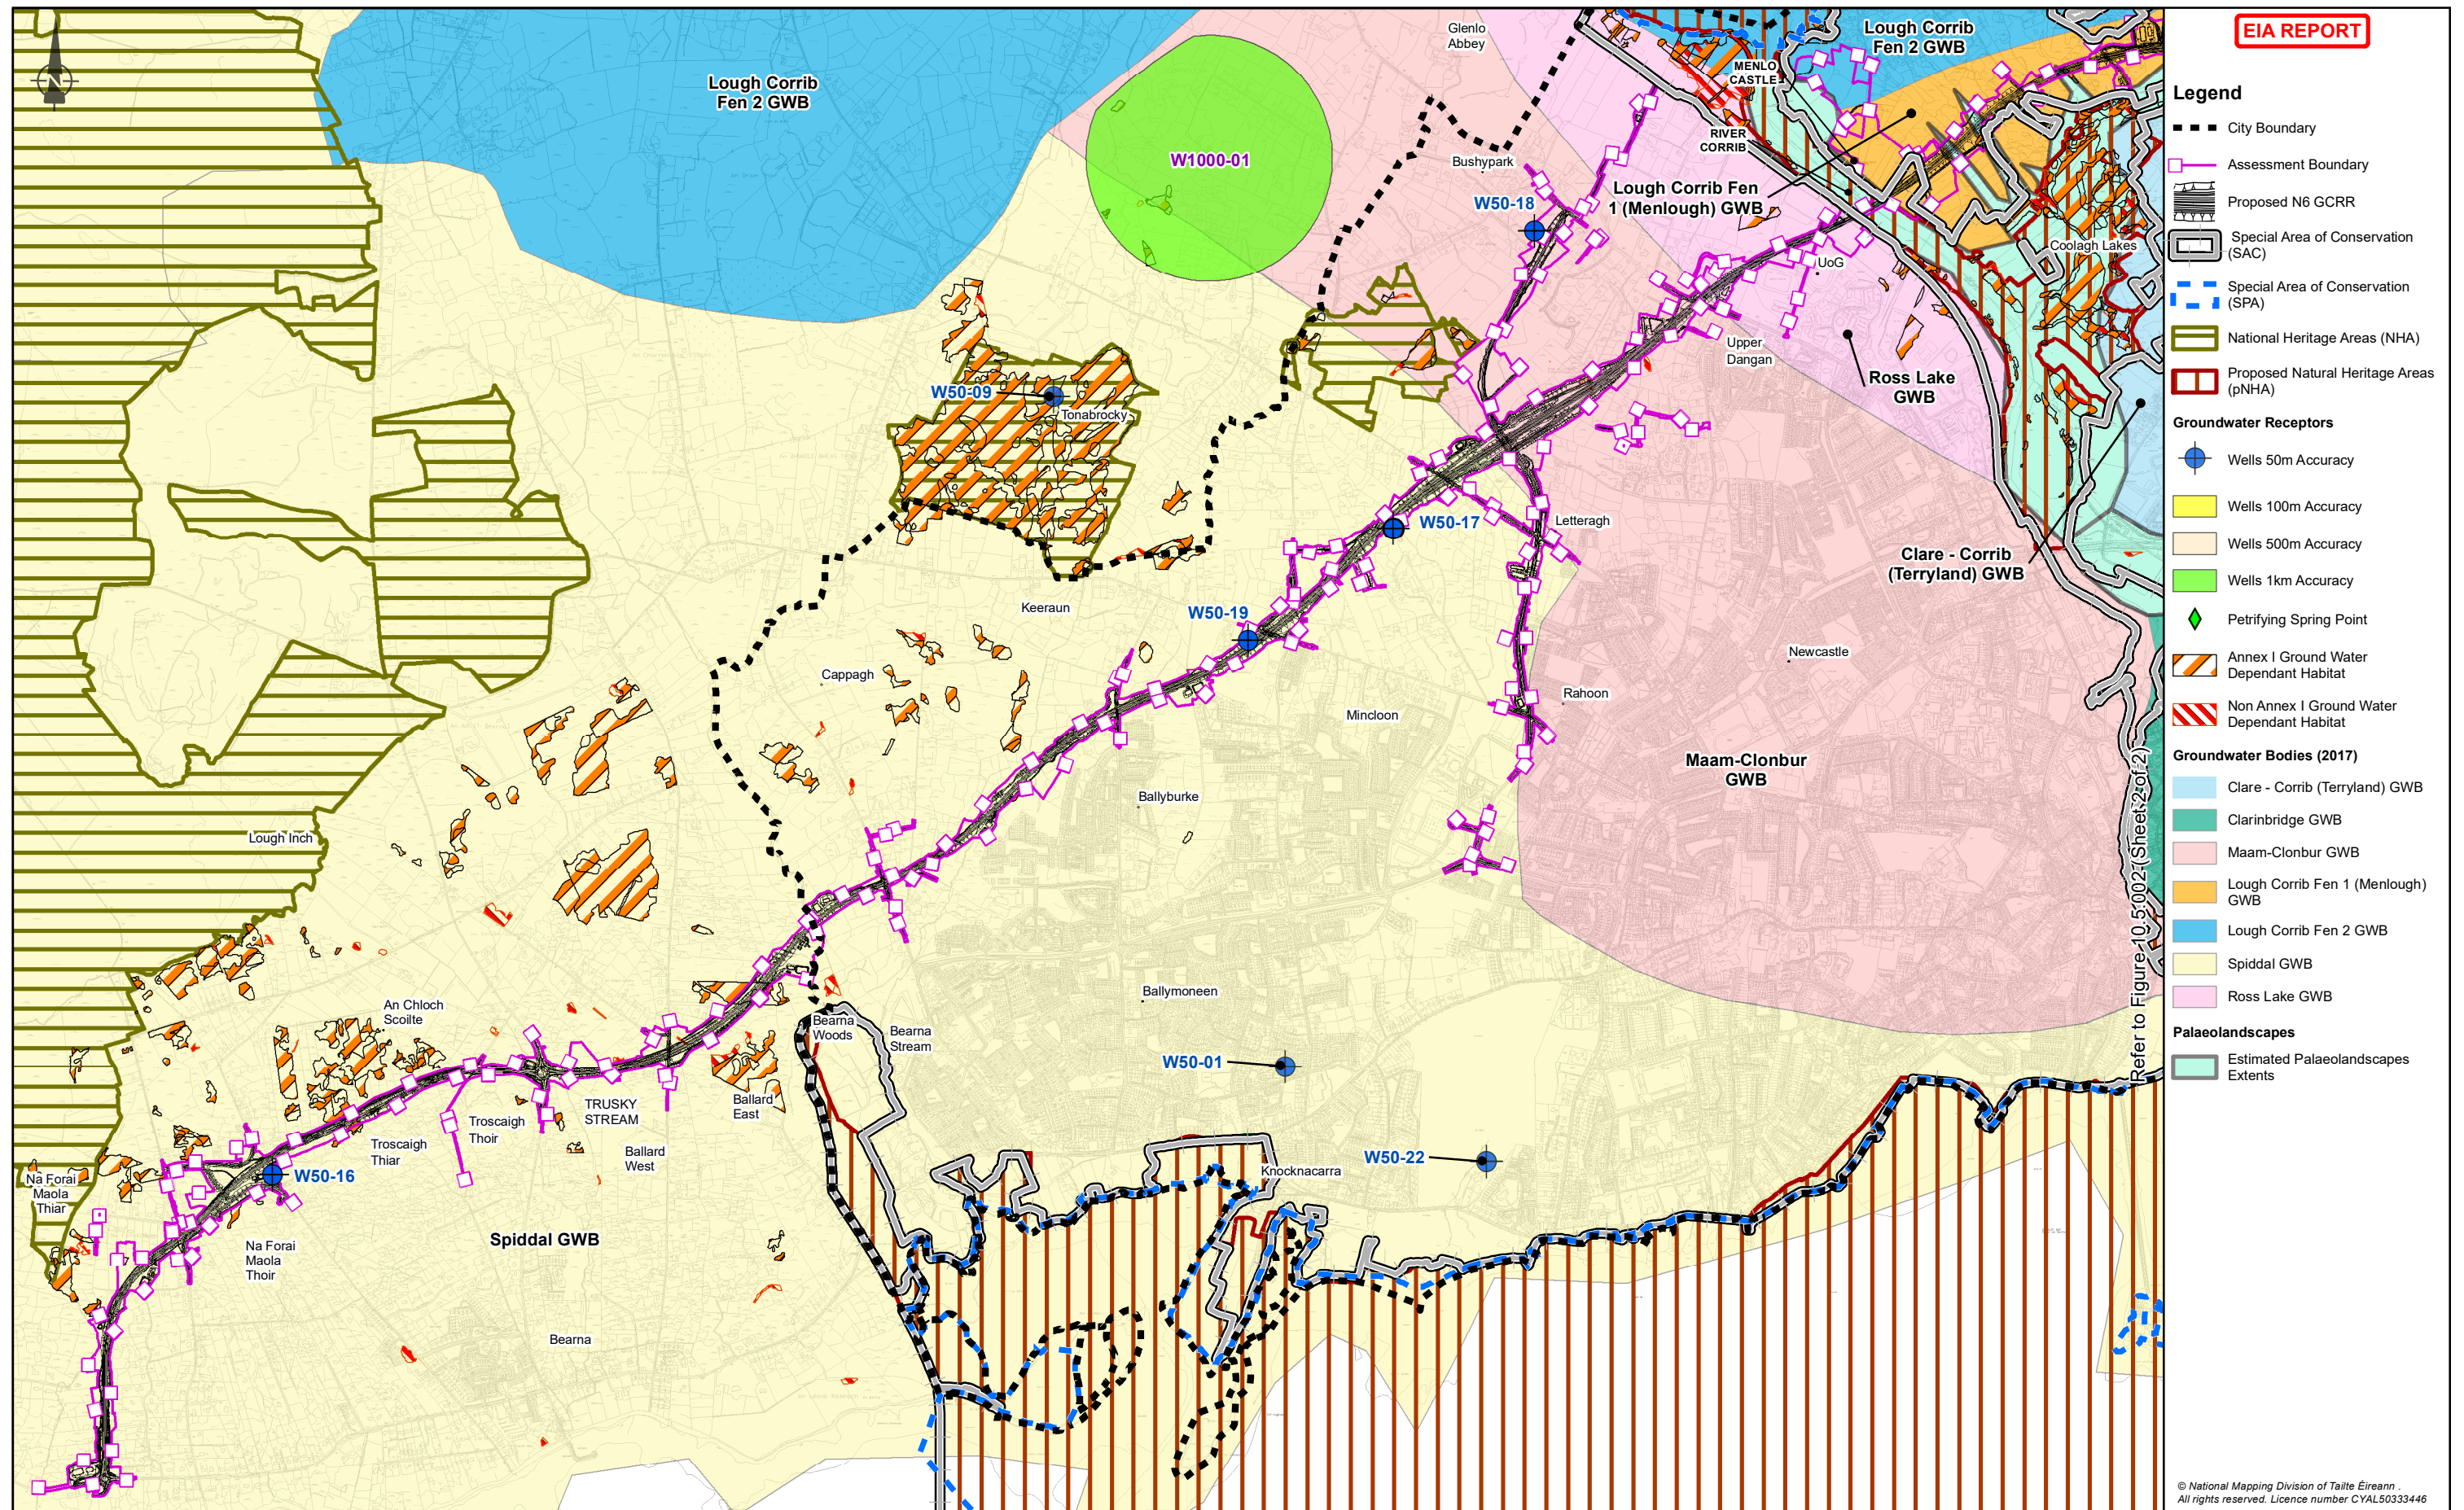 Lough Corrib
Fen 2 GWB
W1000-01
Glenlo
Abbey
Bushypark
W50-18
MENLO
CASTLE
RIVER
CORRIB
Lough Corrib
Fen 2 GWB
Lough Corrib Fen
1 (Menlough) GWB
Coolagh Lakes
UoG
Upper
Dangan
Ross Lake
GWB
W50-09
Tonabrocky
W50-17
Letteragh
Clare - Corrib
(Terryland) GWB
Keeraun
W50-19
Cappagh
Mincloon
Rahoon
Newcastle
Maam-Clonbur
GWB
Ballyburke
Lough Inch
An Chloch
Scoilte
Ballymoneen
Bearna
Woods
Bearna
Stream
W50-01
Ballard
East
TRUSKY
STREAM
Troscaigh
Thoir
Troscaigh
Thiar
Ballard
West
W50-22
Knocknacarra
W50-16
Na Forai
Maola
Thiar
Na Forai
Maola
Thoir
Spiddal GWB
Bearna
Refer to Figure 10.5.002 (Sheet 2 of 2)
EIA REPORT
Legend
City Boundary
Assessment Boundary
Proposed N6 GCRR
Special Area of Conservation
(SAC)
Special Area of Conservation
(SPA)
National Heritage Areas (NHA)
Proposed Natural Heritage Areas
(pNHA)
Groundwater Receptors
Wells 50m Accuracy
Wells 100m Accuracy
Wells 500m Accuracy
Wells 1km Accuracy
Petrifying Spring Point
Annex I Ground Water
Dependant Habitat
Non Annex I Ground Water
Dependant Habitat
Groundwater Bodies (2017)
Clare - Corrib (Terryland) GWB
Clarinbridge GWB
Maam-Clonbur GWB
Lough Corrib Fen 1 (Menlough)
GWB
Lough Corrib Fen 2 GWB
Spiddal GWB
Ross Lake GWB
Palaeolandscapes
Estimated Palaeolandscapes
Extents
© National Mapping Division of Tailte Éireann .
All rights reserved. Licence number CYAL50333446